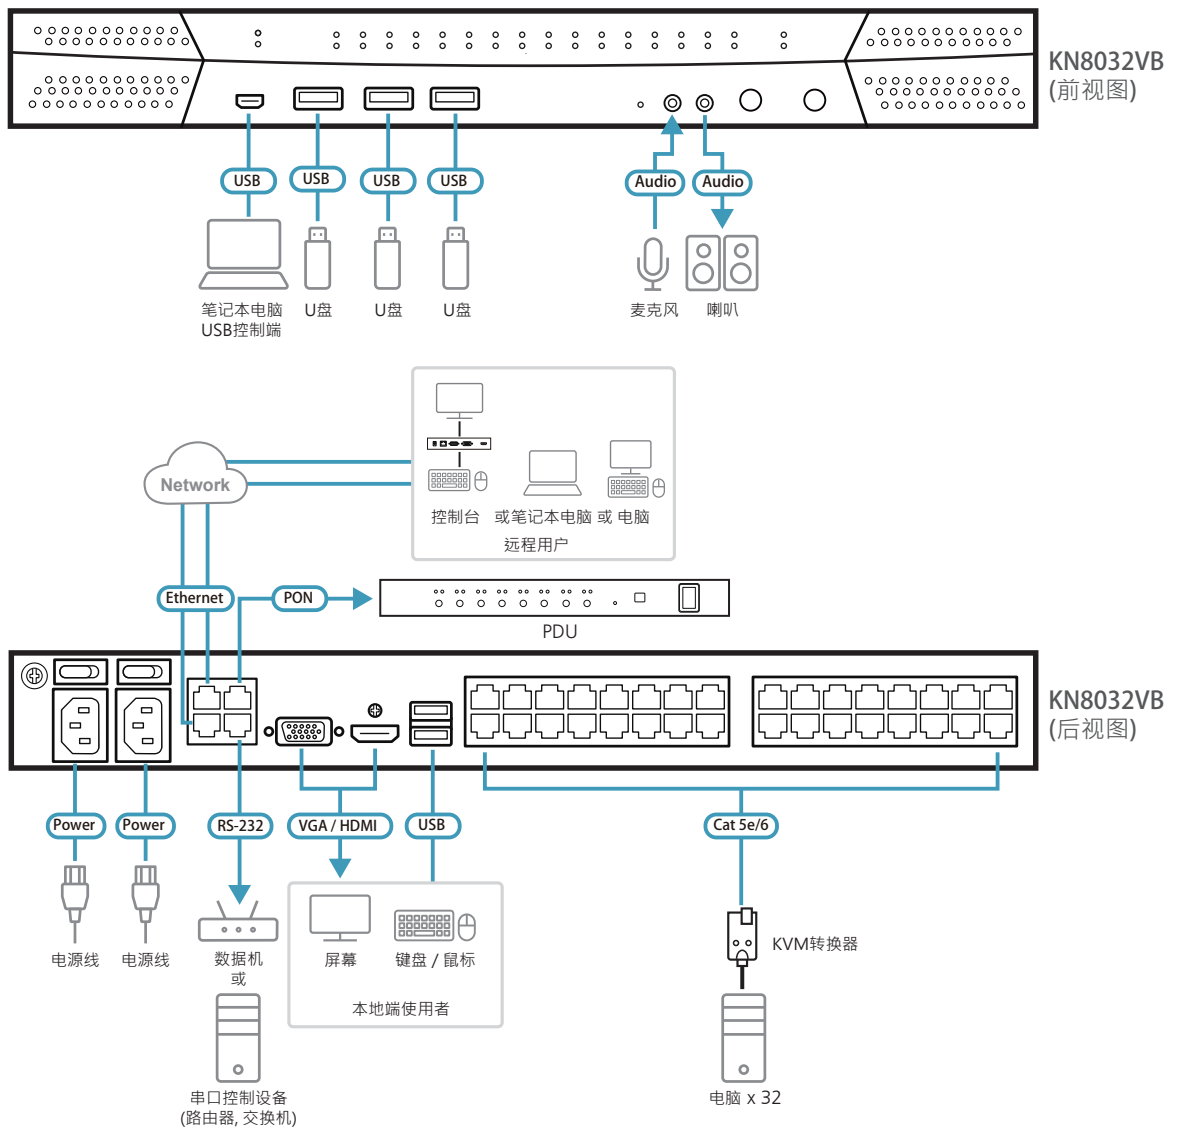 KN8032VB
(前视图)
USB
USB
USB
USB
Audio
Audio
笔记本电脑
USB控制端
U盘
U盘
U盘
麦克风
喇叭
Network
控制台
或笔记本电脑 或 电脑
远程用户
Ethernet
PON
PDU
KN8032VB
(后视图)
Power
Power
RS-232
VGA / HDMI
USB
Cat 5e/6
电源线
电源线
数据机
或
屏幕
键盘 / 鼠标
本地端使用者
KVM转换器
串口控制设备
(路由器, 交换机)
电脑 x 32